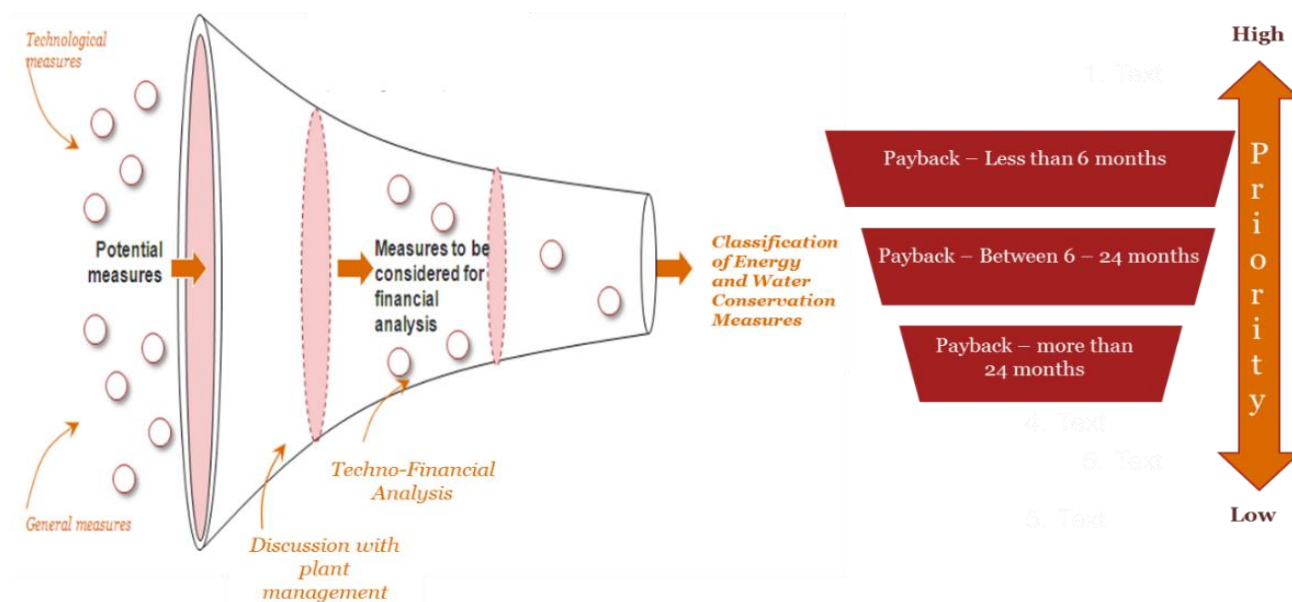 Technological
measures
Potential
measures
General measures
Measures to be
considered for
financial
analysis
Techno-Financial
Analysis
Discussion with
plant
management
Classification
of Energy
and Water
Conservation
Measures
1. Text
Payback – Less than 6 months
Payback – Between 6 – 24 months
Payback – more than
24 months
4. Text
5. Text
5. Text
High
Priority
Low